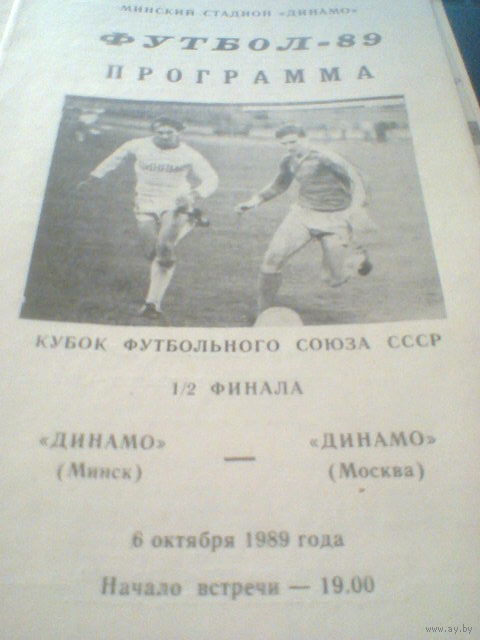 МИНСКИЙ СТАДИОН «ДИНАМО»
ФУТБОЛ-89
ПРОГРАММА
КУБОК ФУТБОЛЬНОГО СОЮЗА СССР
1/2 ФИНАЛА
«ДИНАМО» — «ДИНАМО»
(Минск) (Москва)
6 октября 1989 года
Начало встречи — 19.00
www.ay.by